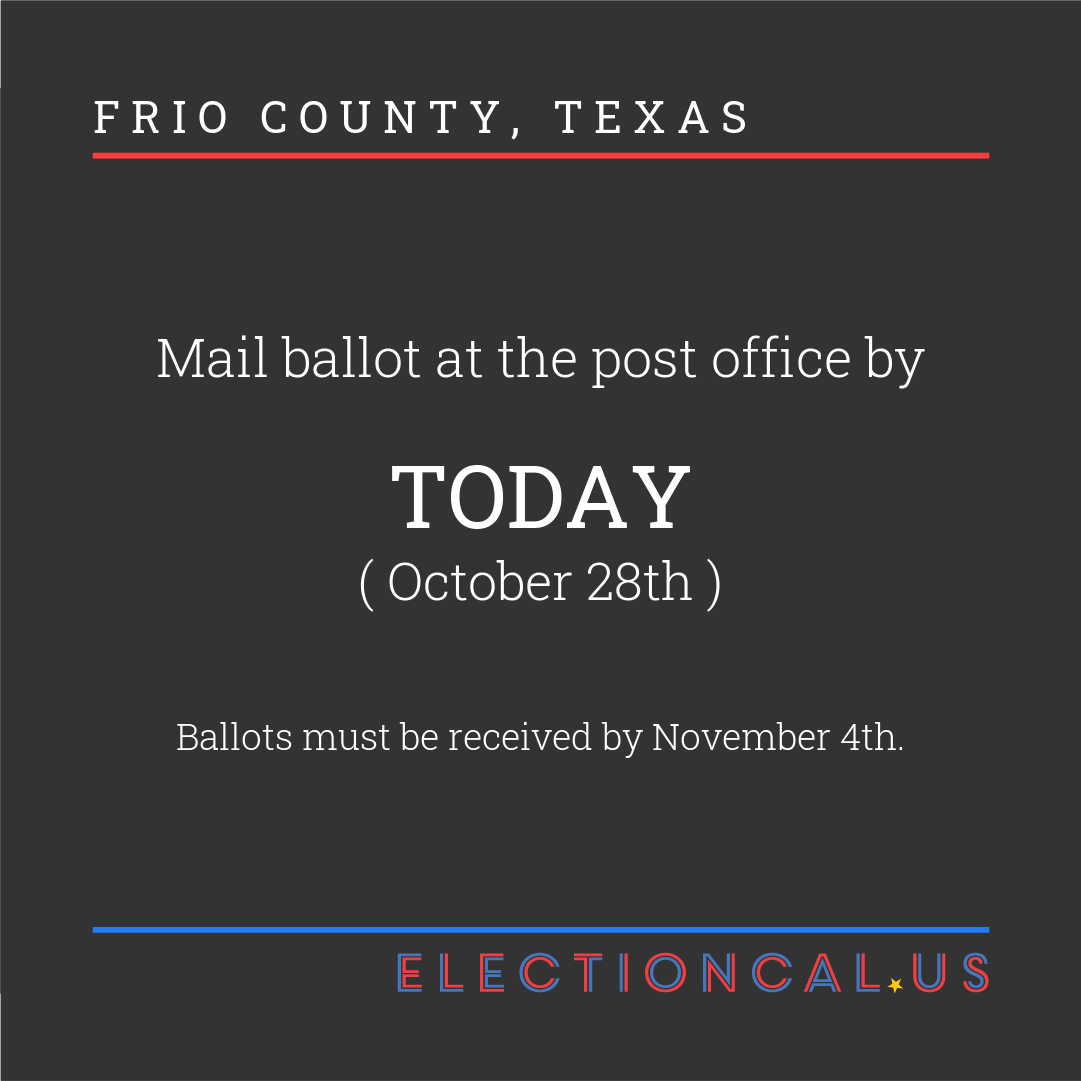 FRIO COUNTY, TEXAS
Mail ballot at the post office by
TODAY
( October 28th )
Ballots must be received by November 4th.
ELECTIONCAL.US